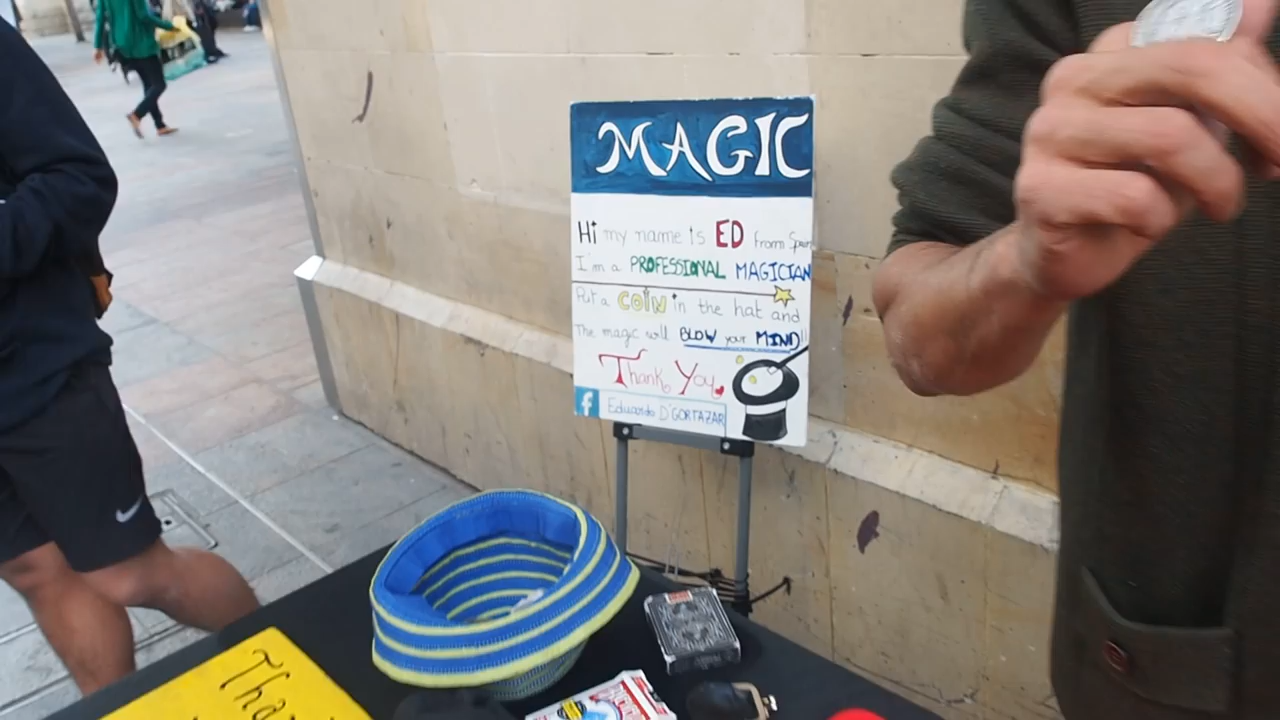 MAGIC
Hi my name is ED from Spain
I'm a PROFESSIONAL MAGICIAN
Put a COIN in the hat and
The magic will BLOW your MIND!!
Thank You
f Eduardo D'GORTAZAR